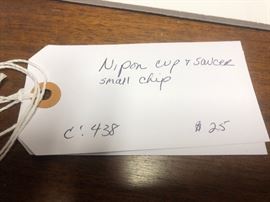 Nipon cup & saucer
small chip
C: 438 $25